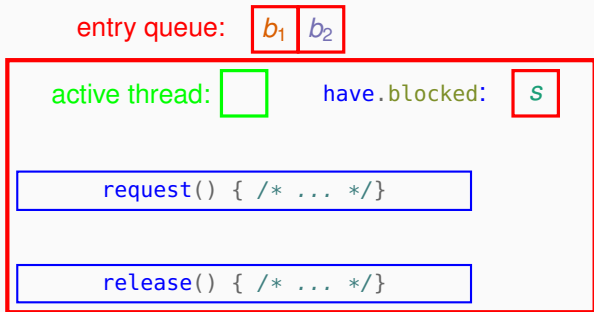 entry queue: b₁ b₂
active thread: have.blocked: s
request() { /* ... */}
release() { /* ... */}